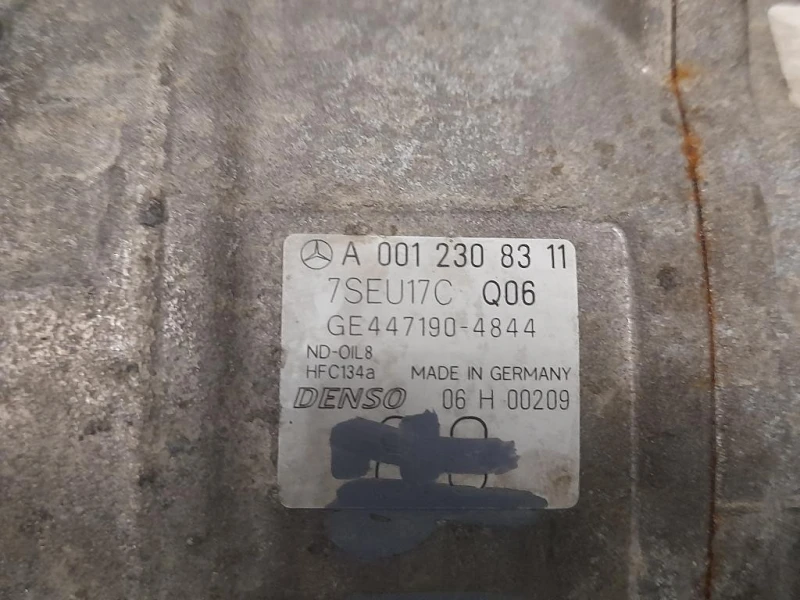 A 001 230 83 11
7SEU17C Q06
GE447190-4844
ND-OIL8
HFC134a MADE IN GERMANY
DENSO 06 H 00209